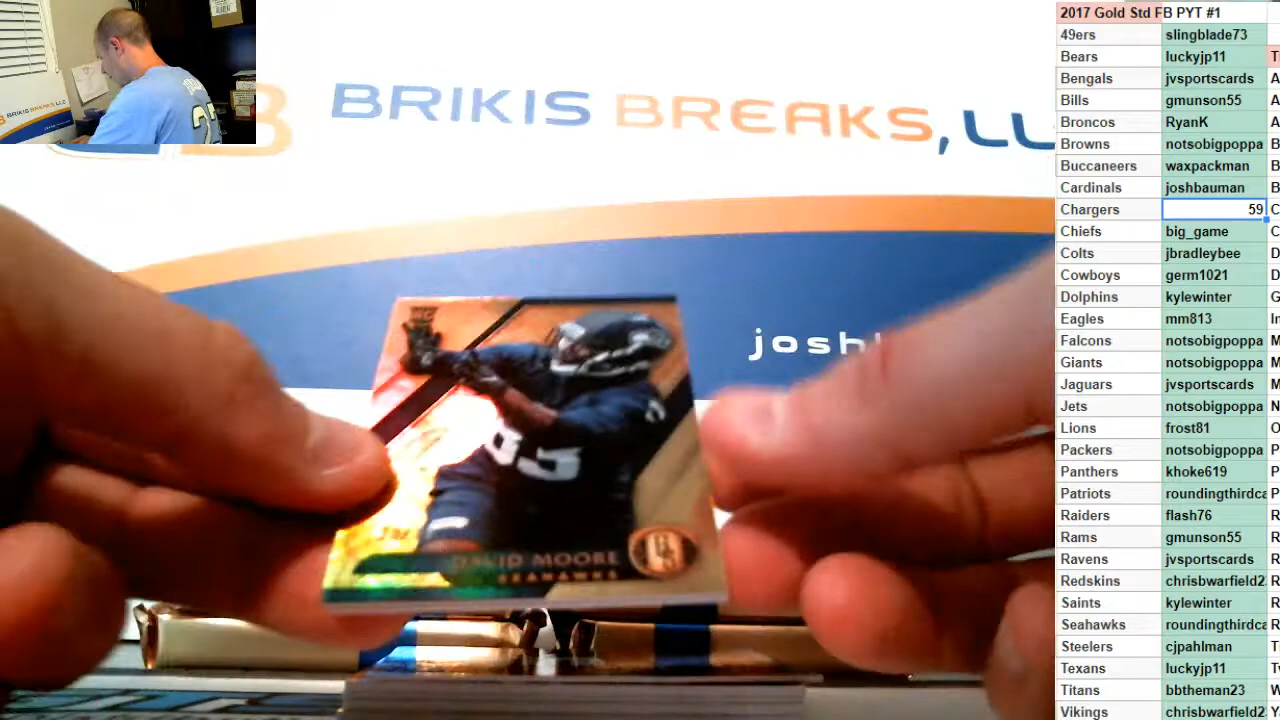 BRIKIS BREAKS, LL
josh
83
DAVID MOORE
SEAHAWKS
2017 Gold Std FB PYT #1
49ers slingblade73
Bears luckyjp11 T
Bengals jvsportscards A
Bills gmunson55 A
Broncos RyanK A
Browns notsobigpoppa B
Buccaneers waxpackman B
Cardinals joshbauman B
Chargers 59 C
Chiefs big_game C
Colts jbradleybee D
Cowboys germ1021 D
Dolphins kylewinter G
Eagles mm813 In
Falcons notsobigpoppa M
Giants notsobigpoppa M
Jaguars jvsportscards M
Jets notsobigpoppa N
Lions frost81 O
Packers notsobigpoppa P
Panthers khoke619 P
Patriots roundingthirdca P
Raiders flash76 R
Rams gmunson55 R
Ravens jvsportscards R
Redskins chrisbwarfield2 R
Saints kylewinter R
Seahawks roundingthirdca R
Steelers cjpahlman T
Texans luckyjp11 Tv
Titans bbtheman23 W
Vikings chrisbwarfield2 Y